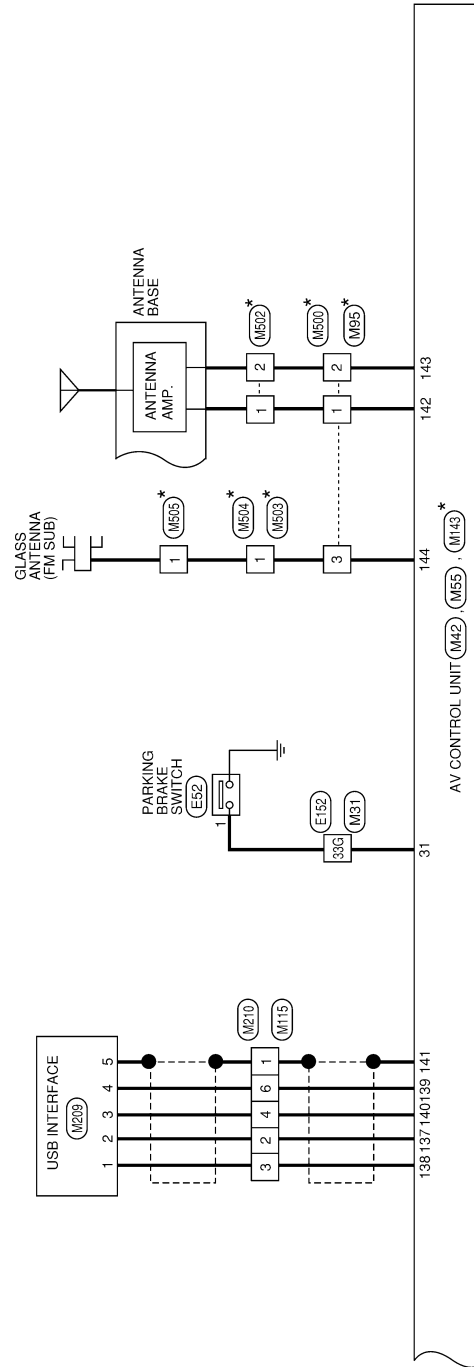 USB INTERFACE
M209
1 2 3 4 5
M210
M115
3 2 4 6 1
138 137 140 139 141
PARKING
BRAKE
SWITCH
E52
1
E152
M31
33G
31
GLASS
ANTENNA
(FM SUB)
1
M505 *
1
M504 *
M503
3
144
ANTENNA
BASE
ANTENNA
AMP.
1 2
M502 *
1 2
M500 *
M95 *
142 143
AV CONTROL UNIT M42 , M55 , M143 *